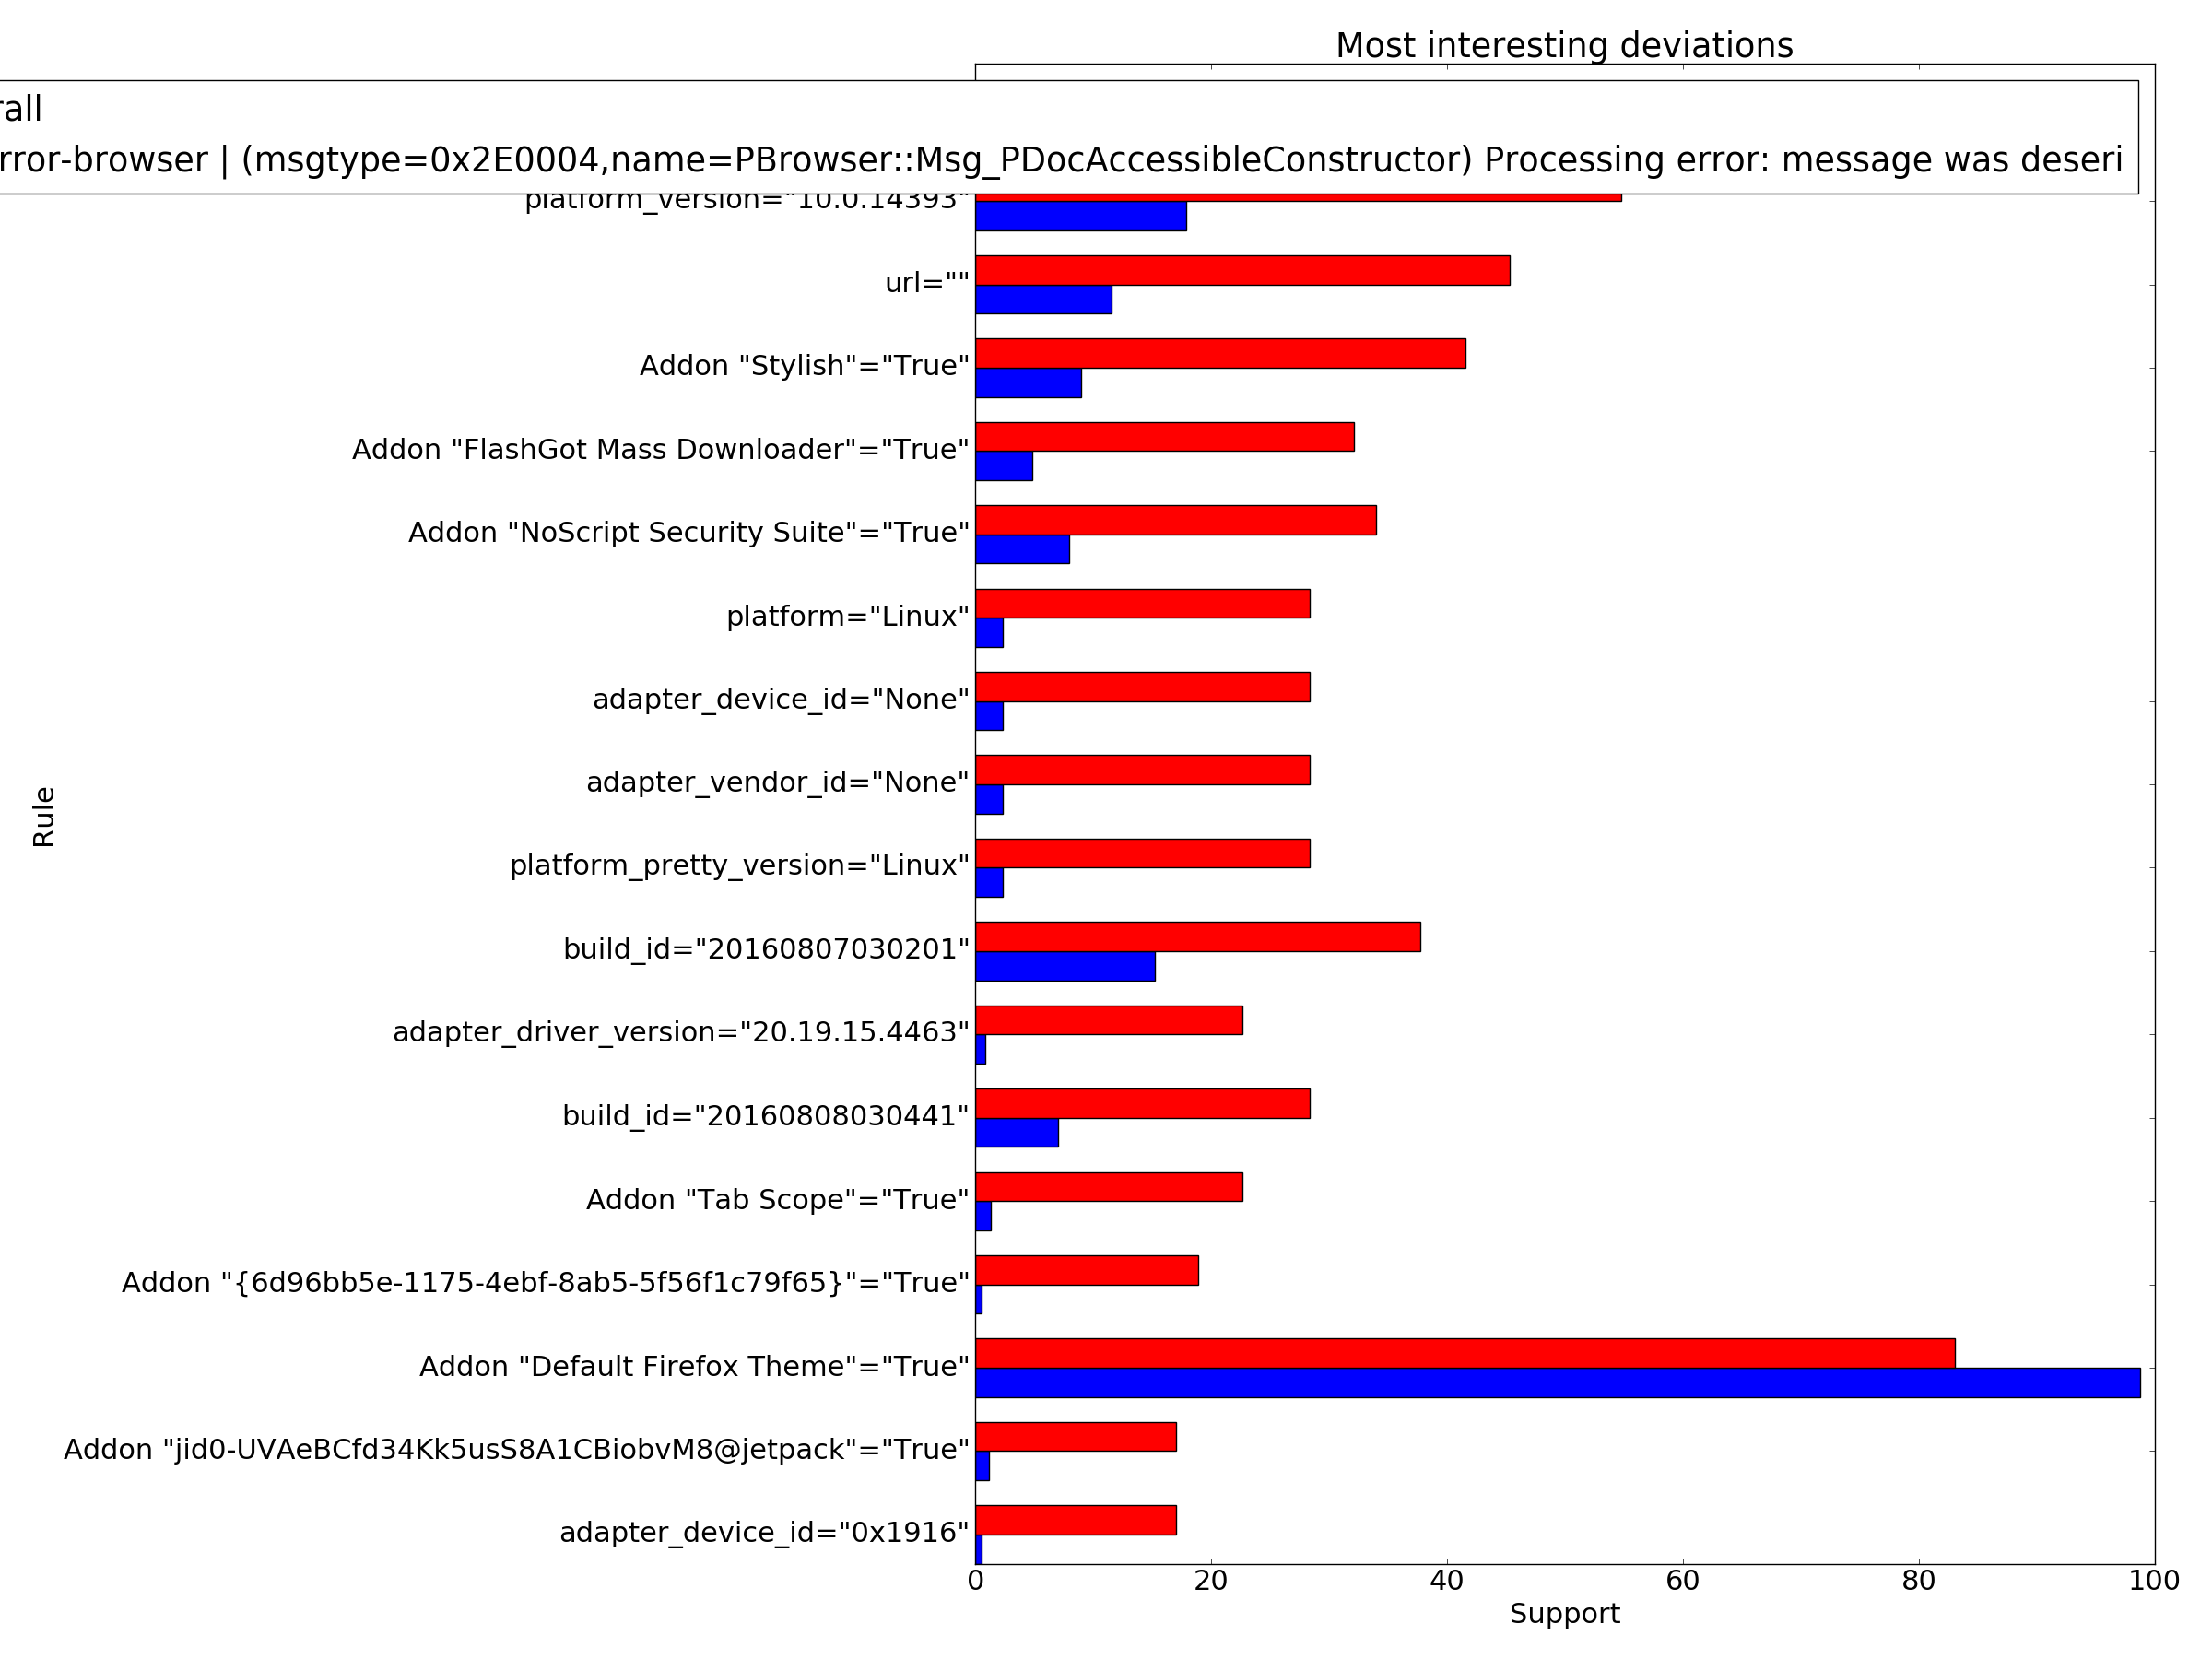 Most interesting deviations
rall
rror-browser | (msgtype=0x2E0004,name=PBrowser::Msg_PDocAccessibleConstructor) Processing error: message was deseri
platform_version="10.0.14393"
url=""
Addon "Stylish"="True"
Addon "FlashGot Mass Downloader"="True"
Addon "NoScript Security Suite"="True"
platform="Linux"
adapter_device_id="None"
adapter_vendor_id="None"
platform_pretty_version="Linux"
build_id="20160807030201"
adapter_driver_version="20.19.15.4463"
build_id="20160808030441"
Addon "Tab Scope"="True"
Addon "{6d96bb5e-1175-4ebf-8ab5-5f56f1c79f65}"="True"
Addon "Default Firefox Theme"="True"
Addon "jid0-UVAeBCfd34Kk5usS8A1CBiobvM8@jetpack"="True"
adapter_device_id="0x1916"
Rule
0 20 40 60 80 100
Support